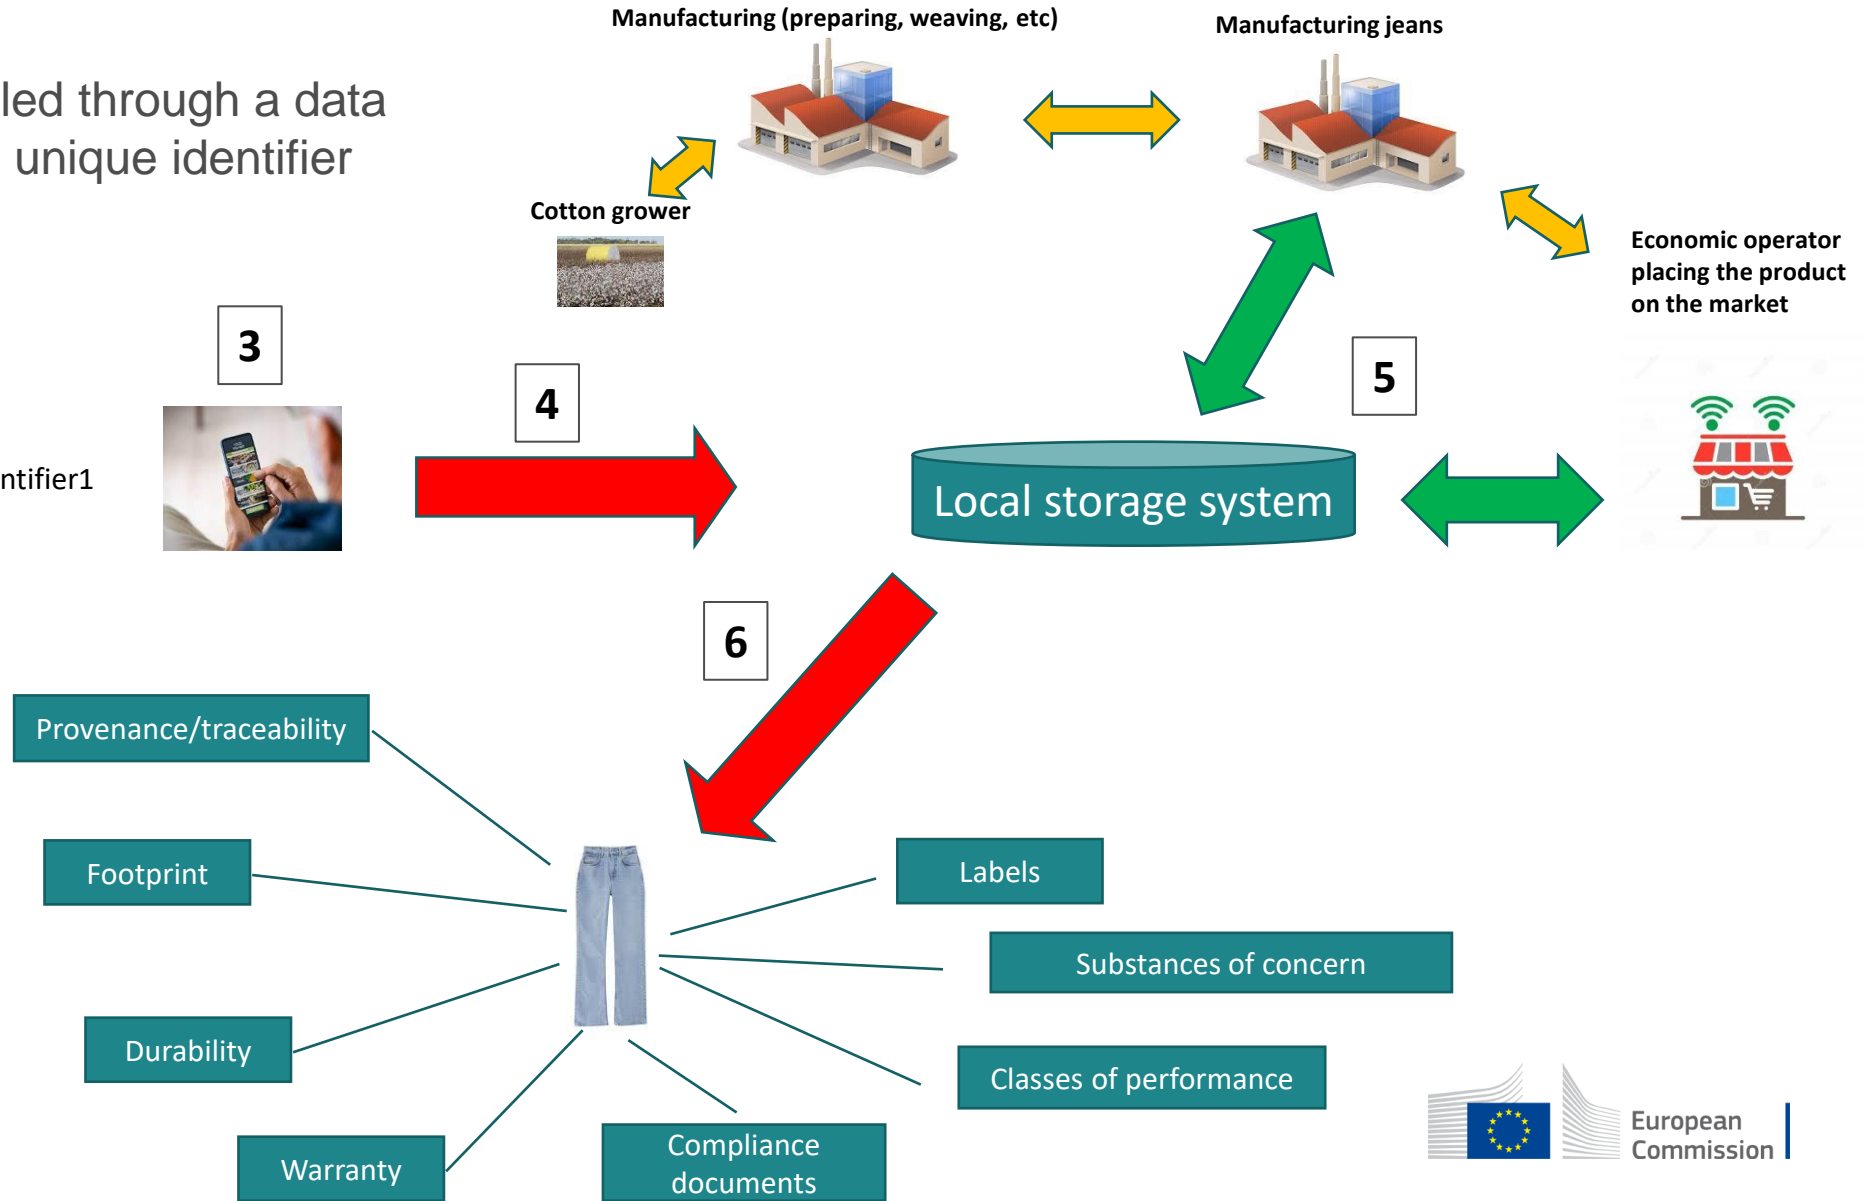 Manufacturing (preparing, weaving, etc)
Manufacturing jeans
led through a data
unique identifier
Cotton grower
Economic operator
placing the product
on the market
3
4
5
ntifier1
Local storage system
6
Provenance/traceability
Footprint
Labels
Substances of concern
Durability
Classes of performance
Warranty
Compliance
documents
European
Commission